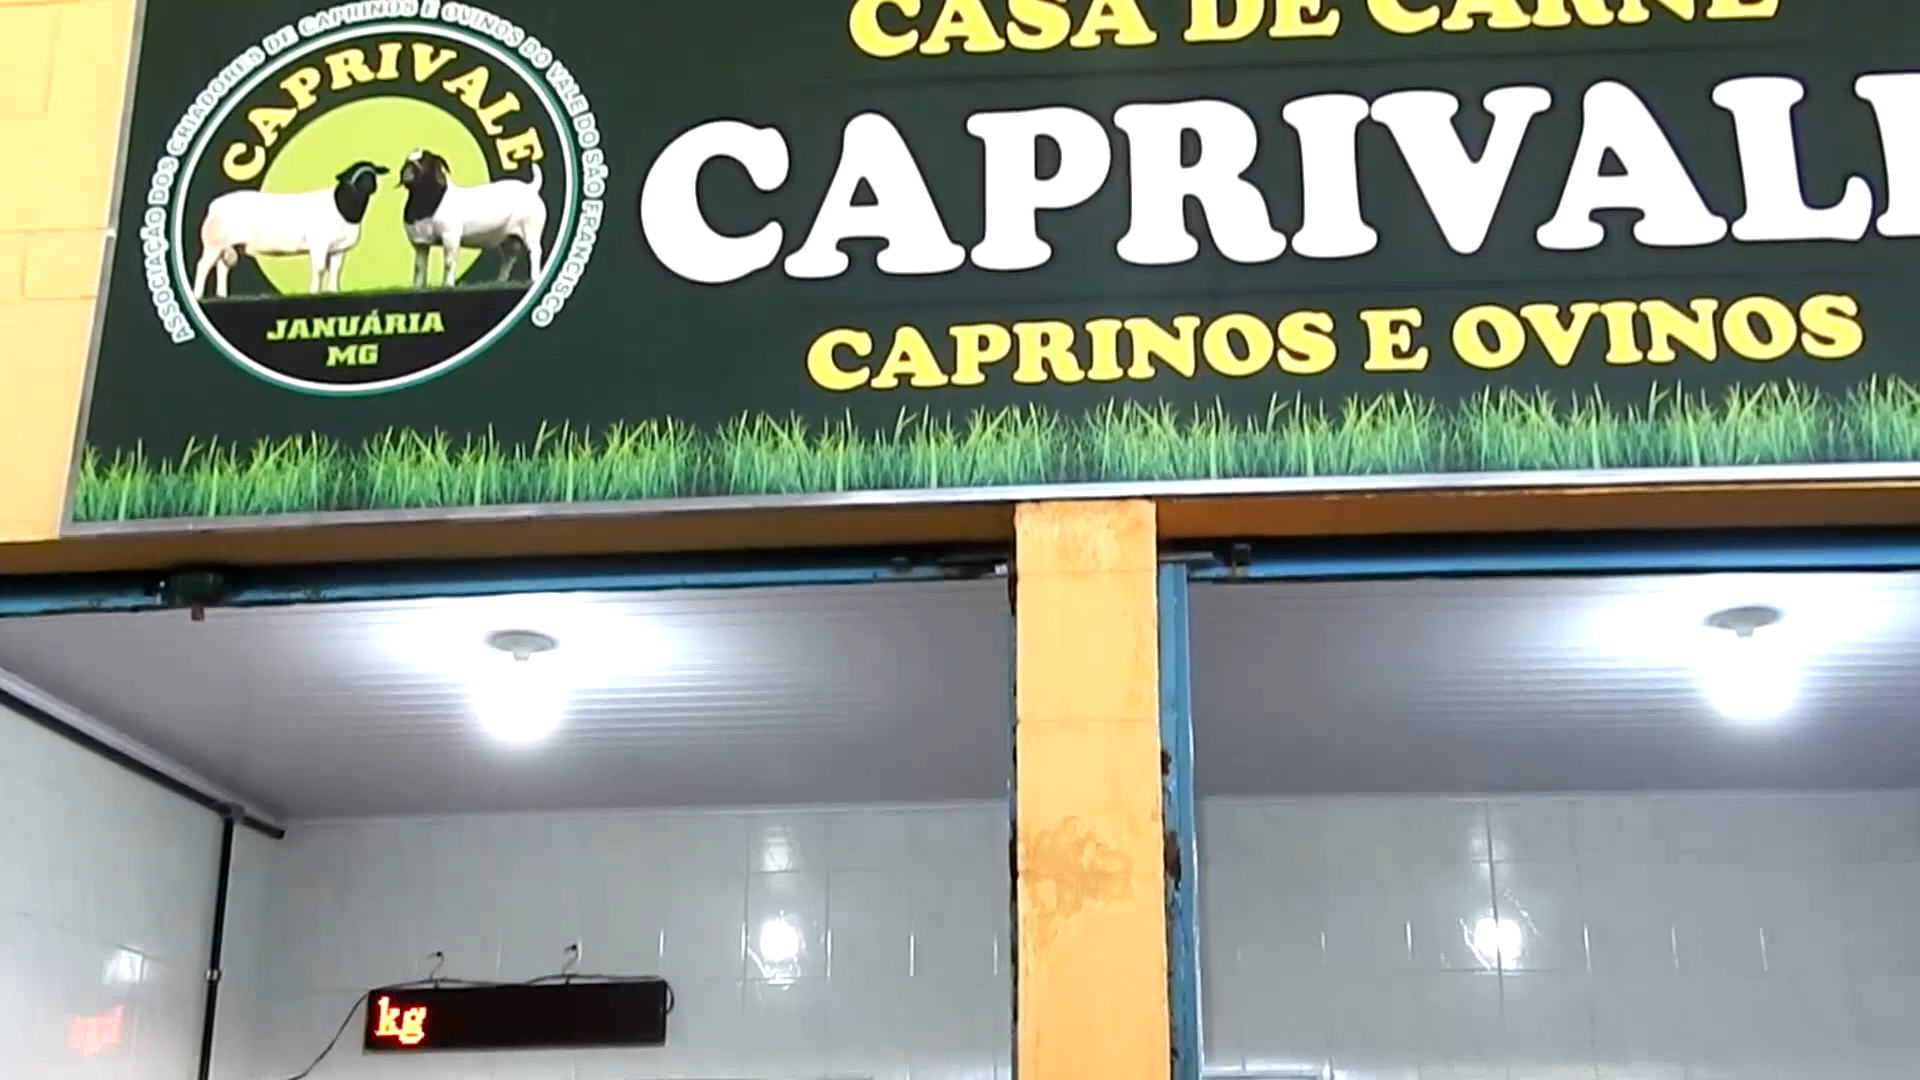 ASSOCIAÇÃO DOS CRIADORES DE CAPRINOS E OVINOS DO VALE DO SÃO FRANCISCO
CAPRIVALE
JANUÁRIA
MG
CASA DE CARNE
CAPRIVALE
CAPRINOS E OVINOS
kg